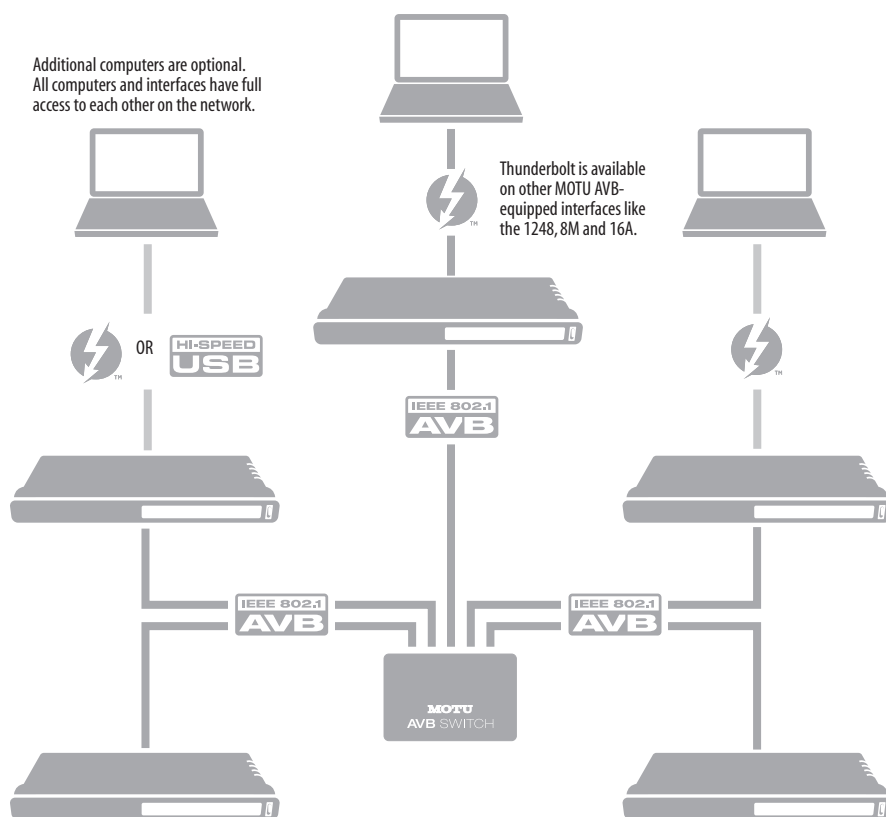 Additional computers are optional.
All computers and interfaces have full
access to each other on the network.
Thunderbolt is available
on other MOTU AVB-
equipped interfaces like
the 1248, 8M and 16A.
TM
TM
OR
HI-SPEED
USB
TM
IEEE 802.1
AVB
IEEE 802.1
AVB
IEEE 802.1
AVB
MOTU
AVB SWITCH